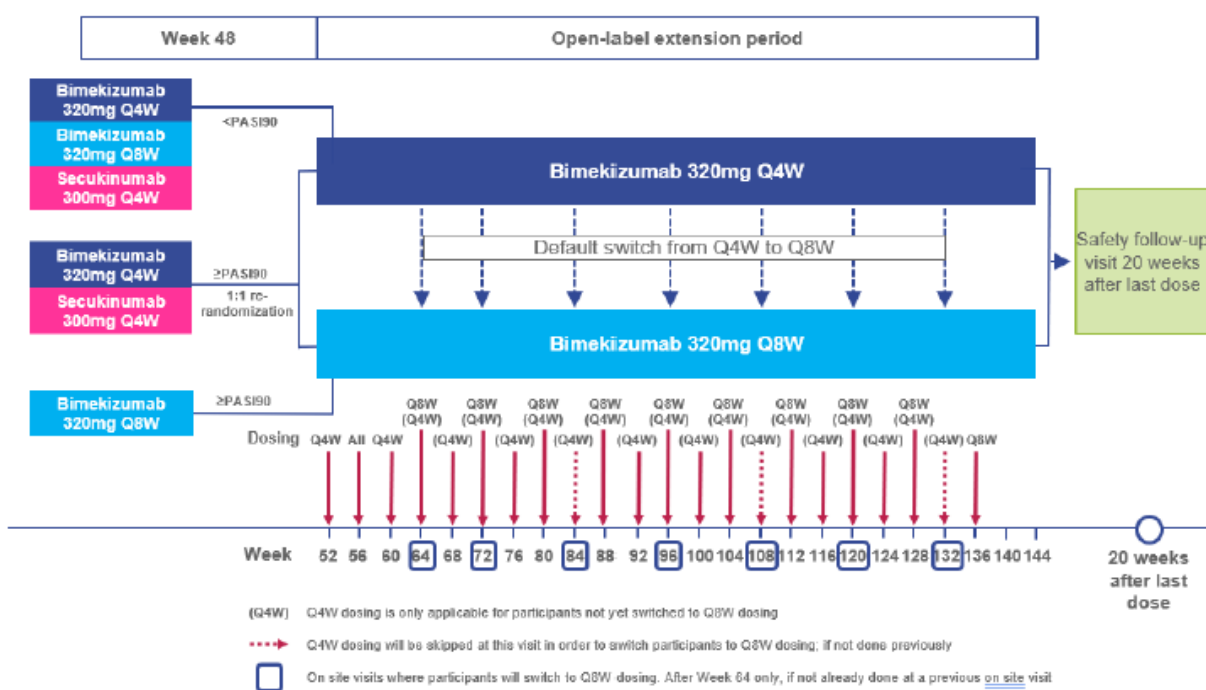 Week 48
Open-label extension period
Bimekizumab
320mg Q4W
<PASI90
Bimekizumab
320mg Q8W
Secukinumab
300mg Q4W
Bimekizumab 320mg Q4W
Default switch from Q4W to Q8W
Safety follow-up
visit 20 weeks
after last dose
Bimekizumab
320mg Q4W
≥PASI90
Secukinumab
300mg Q4W
1:1 re-
randomization
Bimekizumab 320mg Q8W
Bimekizumab
320mg Q8W
≥PASI90
Q8W Q8W Q8W Q8W Q8W Q8W Q8W Q8W Q8W
(Q4W) (Q4W) (Q4W) (Q4W) (Q4W) (Q4W) (Q4W) (Q4W) (Q4W)
Dosing Q4W All Q4W (Q4W) (Q4W) (Q4W) (Q4W) (Q4W) (Q4W) (Q4W) (Q4W) (Q4W) Q8W
Week 52 56 60 64 68 72 76 80 84 88 92 96 100 104 108 112 116 120 124 128 132 136 140 144
20 weeks
after last
dose
(Q4W) Q4W dosing is only applicable for participants not yet switched to Q8W dosing
Q4W dosing will be skipped at this visit in order to switch participants to Q8W dosing; if not done previously
On site visits where participants will switch to Q8W dosing. After Week 64 only, if not already done at a previous on site visit